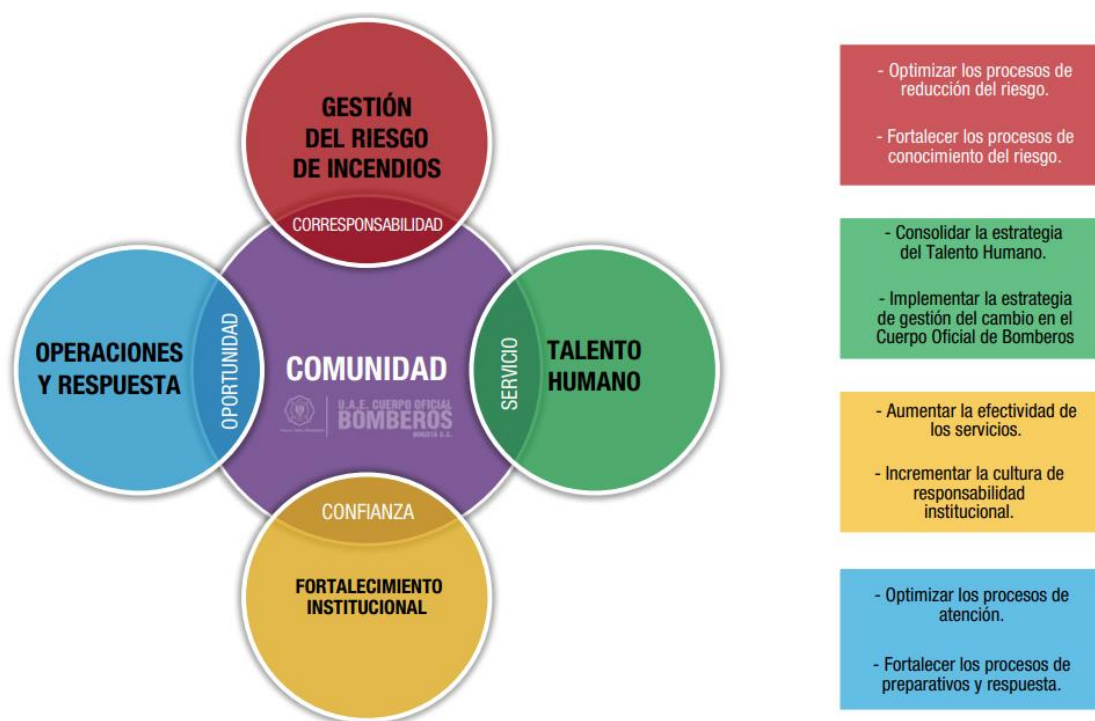 GESTIÓN
DEL RIESGO
DE INCENDIOS
CORRESPONSABILIDAD
OPERACIONES
Y RESPUESTA
OPORTUNIDAD
COMUNIDAD
U.A.E. CUERPO OFICIAL
BOMBEROS
BOGOTÁ D.C.
SERVICIO
TALENTO
HUMANO
CONFIANZA
FORTALECIMIENTO
INSTITUCIONAL
- Optimizar los procesos de
reducción del riesgo.
- Fortalecer los procesos de
conocimiento del riesgo.
- Consolidar la estrategia
del Talento Humano.
- Implementar la estrategia
de gestión del cambio en el
Cuerpo Oficial de Bomberos
- Aumentar la efectividad de
los servicios.
- Incrementar la cultura de
responsabilidad
institucional.
- Optimizar los procesos de
atención.
- Fortalecer los procesos de
preparativos y respuesta.